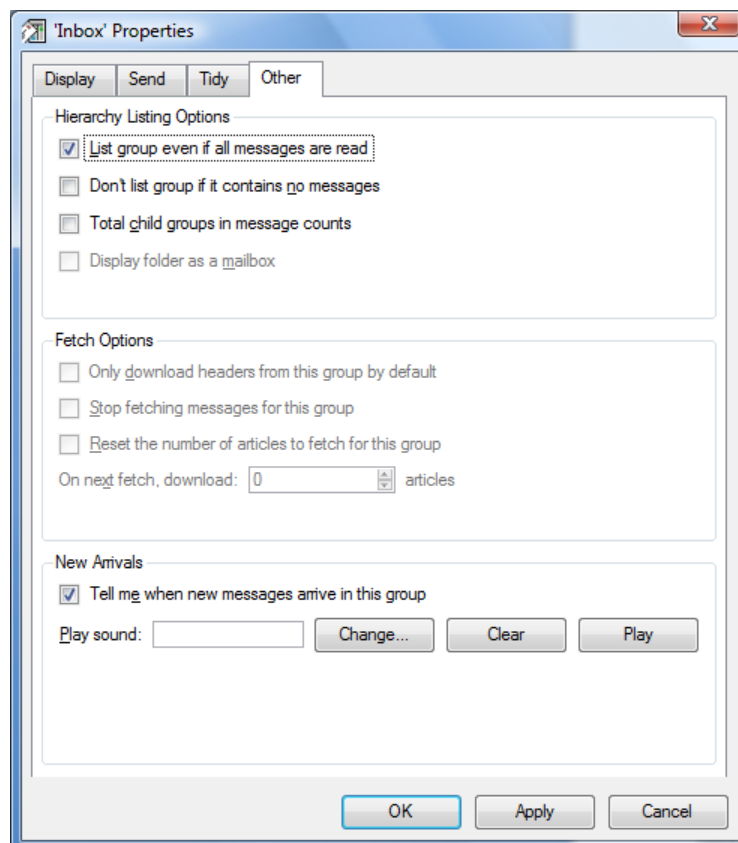 'Inbox' Properties
Display Send Tidy Other
Hierarchy Listing Options
List group even if all messages are read
Don't list group if it contains no messages
Total child groups in message counts
Display folder as a mailbox
Fetch Options
Only download headers from this group by default
Stop fetching messages for this group
Reset the number of articles to fetch for this group
On next fetch, download: 0 articles
New Arrivals
Tell me when new messages arrive in this group
Play sound: Change... Clear Play
OK Apply Cancel